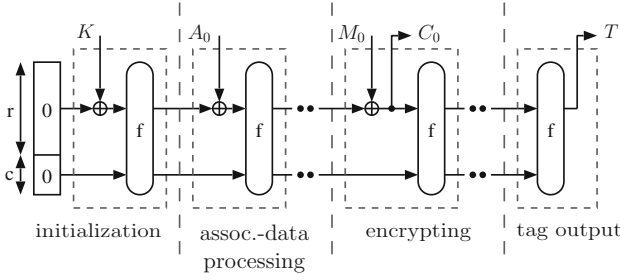 K
A₀
M₀
C₀
T
r
0
f
f
f
f
c
0
initialization
assoc.-data
processing
encrypting
tag output